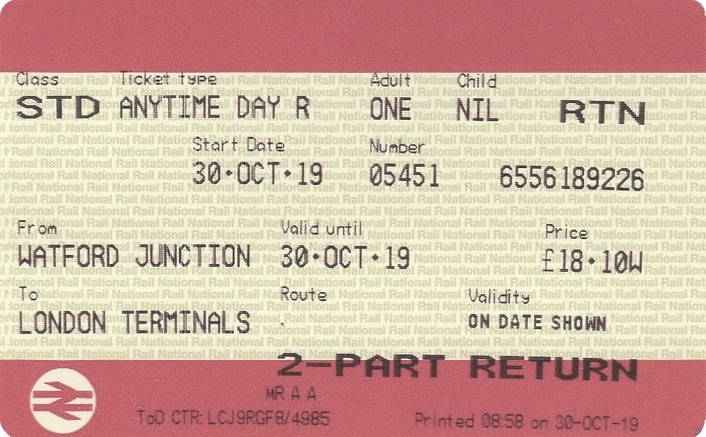 Class Ticket type Adult Child
STD ANYTIME DAY R ONE NIL RTN
Start Date Number
30·OCT·19 05451 6556189226
From Valid until Price
WATFORD JUNCTION 30·OCT·19 £18·10W
To Route Validity
LONDON TERMINALS . ON DATE SHOWN
2-PART RETURN
MR A A
ToD CTR: LCJ9RGF8/4985 Printed 08:58 on 30-OCT-19
National Rail